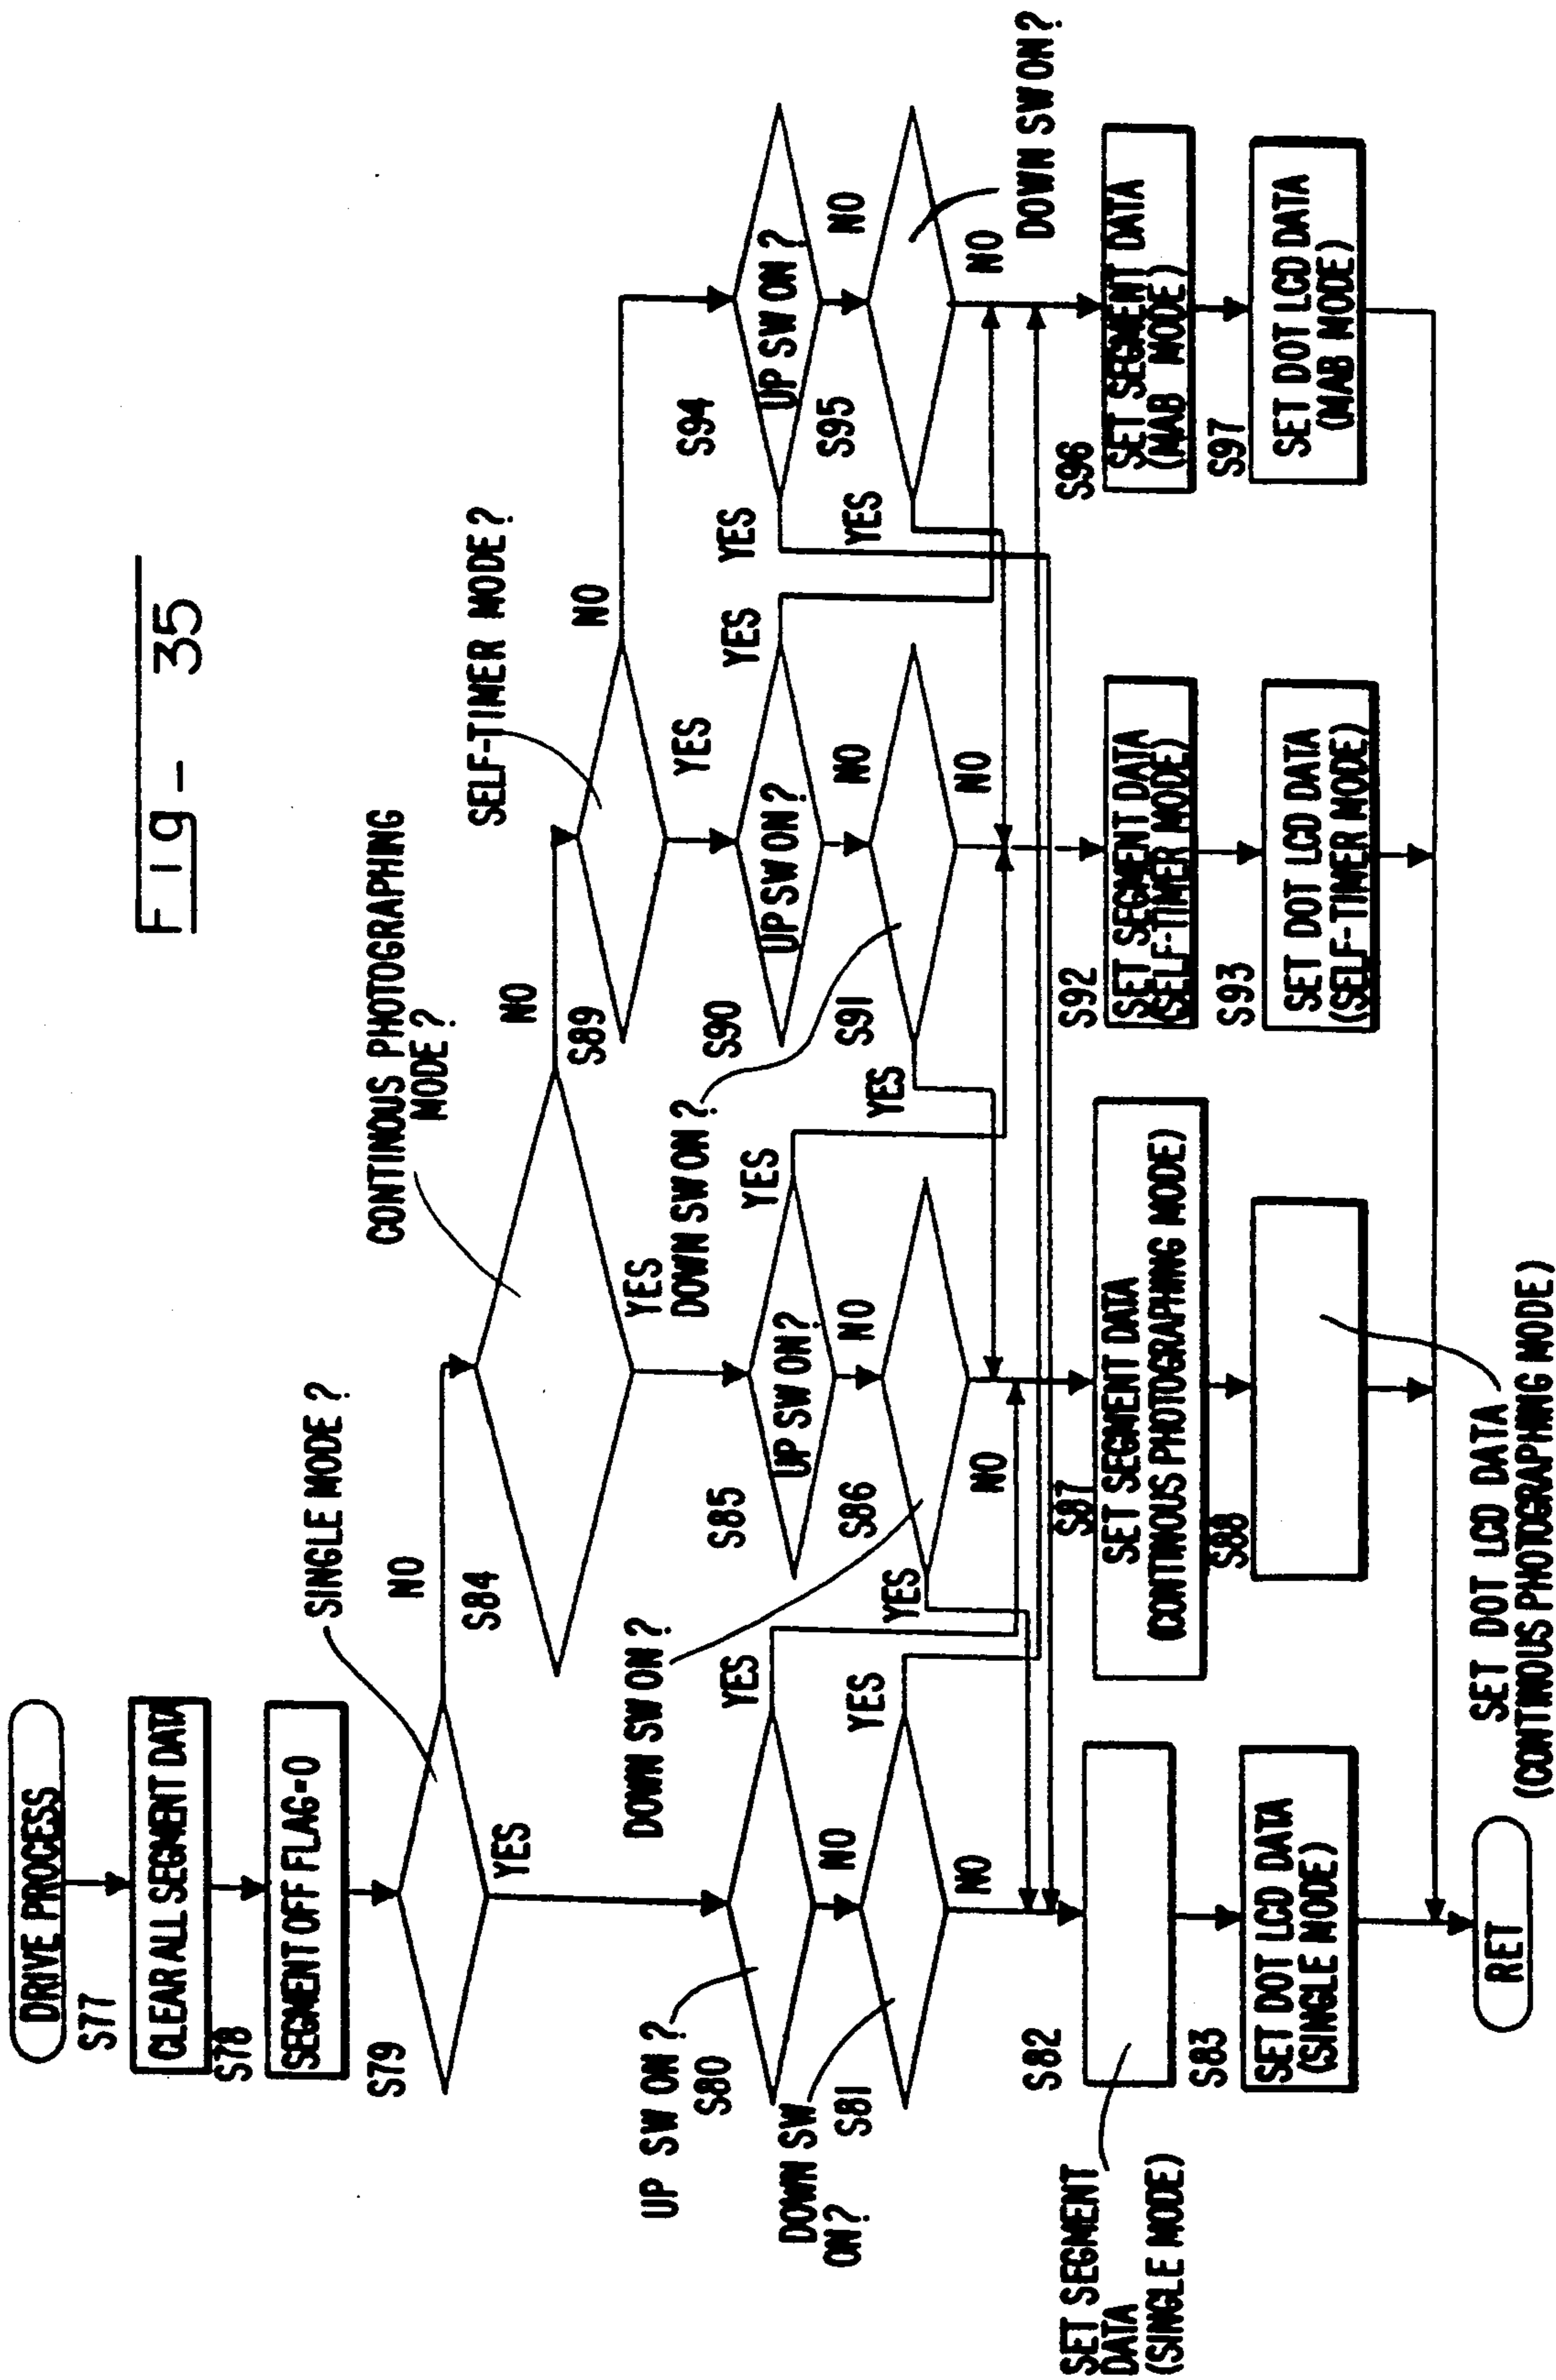 Fig- 35
DRIVE PROCESS
S77
CLEAR ALL SEGMENT DATA
S78
SEGMENT OFF FLAG=0
S79
SINGLE MODE?
NO
YES
S84
CONTINOUS PHOTOGRAPHING
MODE?
NO
YES
S89
SELF-TIMER MODE?
NO
YES
UP SW ON?
S80
YES
NO
DOWN SW
ON?
S81
YES
NO
S85
UP SW ON?
YES
NO
DOWN SW ON?
S86
YES
NO
S90
UP SW ON?
YES
NO
DOWN SW ON?
S91
YES
NO
S94
UP SW ON?
YES
NO
S95
DOWN SW ON?
YES
NO
S82
SET SEGMENT
DATA
(SINGLE MODE)
S83
SET DOT LCD DATA
(SINGLE MODE)
S87
SET SEGMENT DATA
(CONTINOUS PHOTOGRAPHING MODE)
S88
SET DOT LCD DATA
(CONTINOUS PHOTOGRAPHING MODE)
S92
SET SEGMENT DATA
(SELF-TIMER MODE)
S93
SET DOT LCD DATA
(SELF-TIMER MODE)
S96
SET SEGMENT DATA
(MAB MODE)
S97
SET DOT LCD DATA
(MAB MODE)
RET